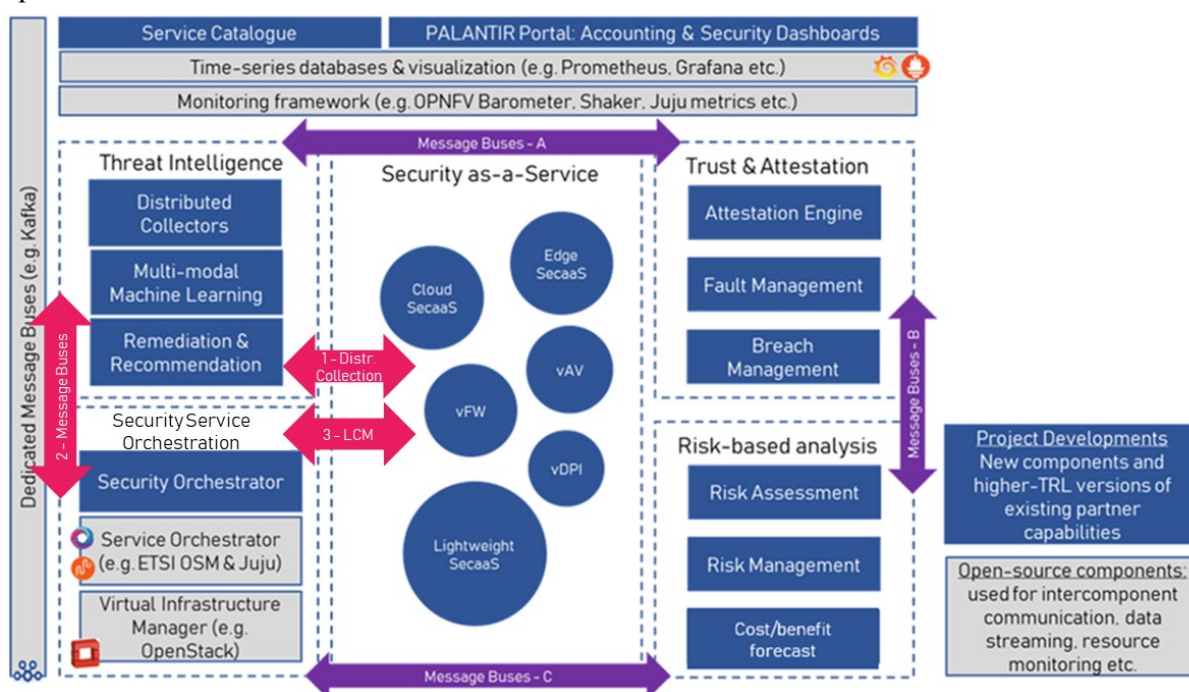 Service Catalogue
PALANTIR Portal: Accounting & Security Dashboards
Time-series databases & visualization (e.g. Prometheus, Grafana etc.)
Monitoring framework (e.g. OPNFV Barometer, Shaker, Juju metrics etc.)
Message Buses - A
Dedicated Message Buses (e.g. Kafka)
Threat Intelligence
Distributed
Collectors
Multi-modal
Machine Learning
Remediation &
Recommendation
2 - Message Buses
1 - Distr.
Collection
3 - LCM
Security Service
Orchestration
Security Orchestrator
Service Orchestrator
(e.g. ETSI OSM & Juju)
Virtual Infrastructure
Manager (e.g.
OpenStack)
Security as-a-Service
Cloud
SecaaS
Edge
SecaaS
vAV
vFW
vDPI
Lightweight
SecaaS
Message Buses - C
Trust & Attestation
Attestation Engine
Fault Management
Breach
Management
Message Buses - B
Risk-based analysis
Risk Assessment
Risk Management
Cost/benefit
forecast
Project Developments
New components and
higher-TRL versions of
existing partner
capabilities
Open-source components:
used for intercomponent
communication, data
streaming, resource
monitoring etc.